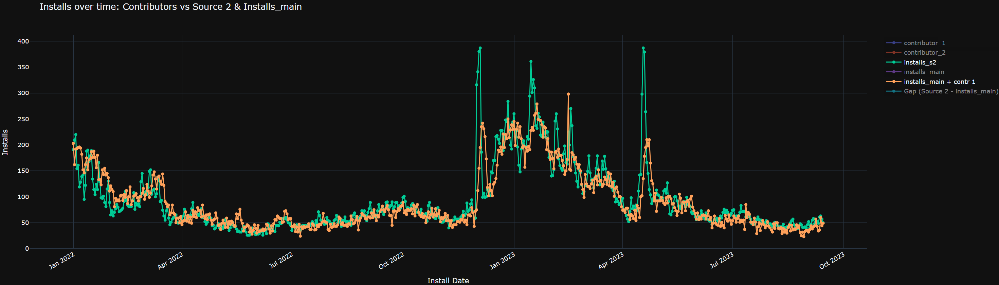 Installs over time: Contributors vs Source 2 & Installs_main
400
350
300
250
200
150
100
50
0
Installs
Jan 2022
Apr 2022
Jul 2022
Oct 2022
Jan 2023
Apr 2023
Jul 2023
Oct 2023
Install Date
contributor_1
contributor_2
installs_s2
installs_main
installs_main + contr 1
Gap (Source 2 - installs_main)